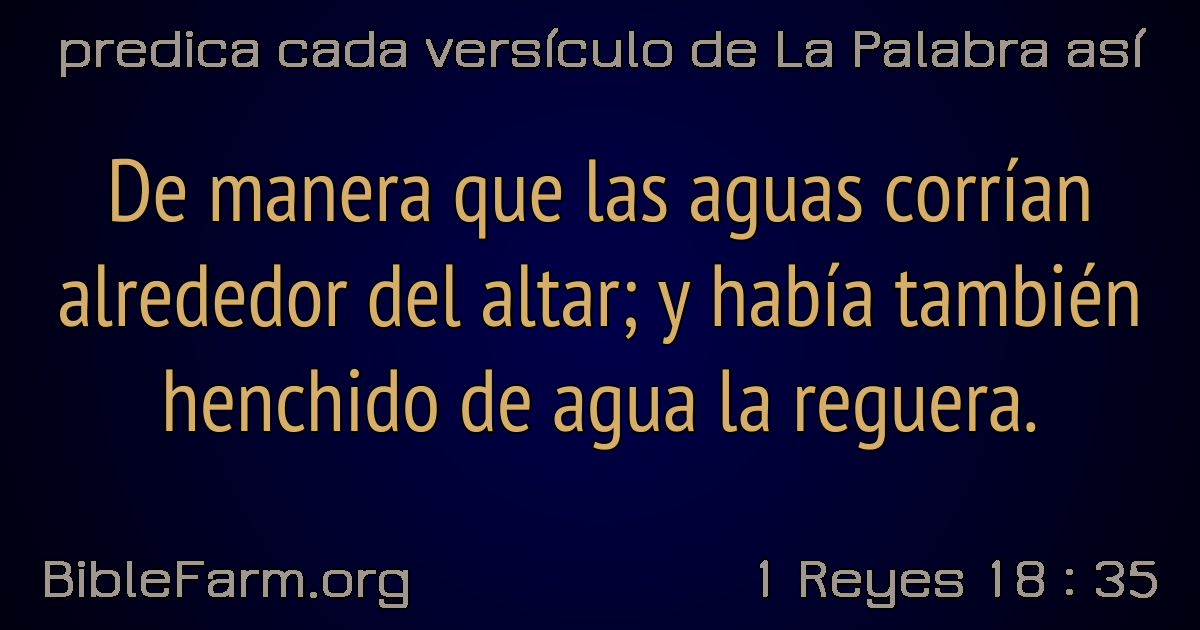 predica cada versículo de La Palabra así
De manera que las aguas corrían
alrededor del altar; y había también
henchido de agua la reguera.
BibleFarm.org
1 Reyes 18 : 35